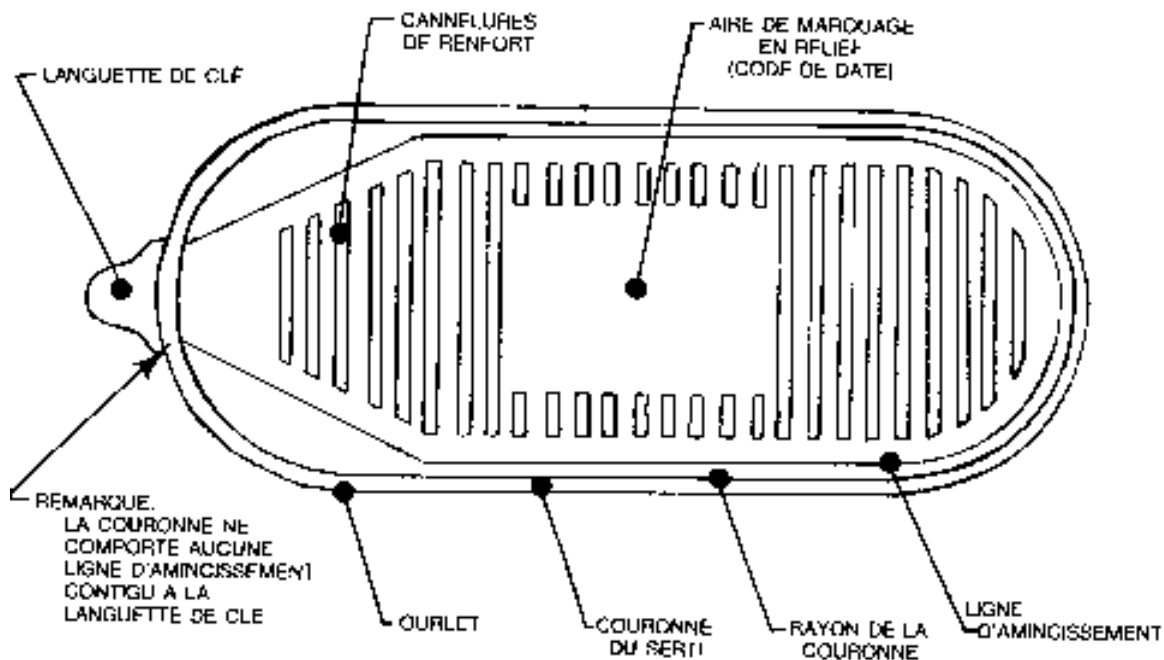 CANNELURES
DE RENFORT
AIRE DE MARQUAGE
EN RELIEF
(CODE DE DATE)
LANGUETTE DE CLÉ
REMARQUE.
LA COURONNE NE
COMPORTE AUCUNE
LIGNE D'AMINCISSEMENT
CONTIGU A LA
LANGUETTE DE CLE
OURLET
COURONNE
DU SERTI
RAYON DE LA
COURONNE
LIGNE
D'AMINCISSEMENT